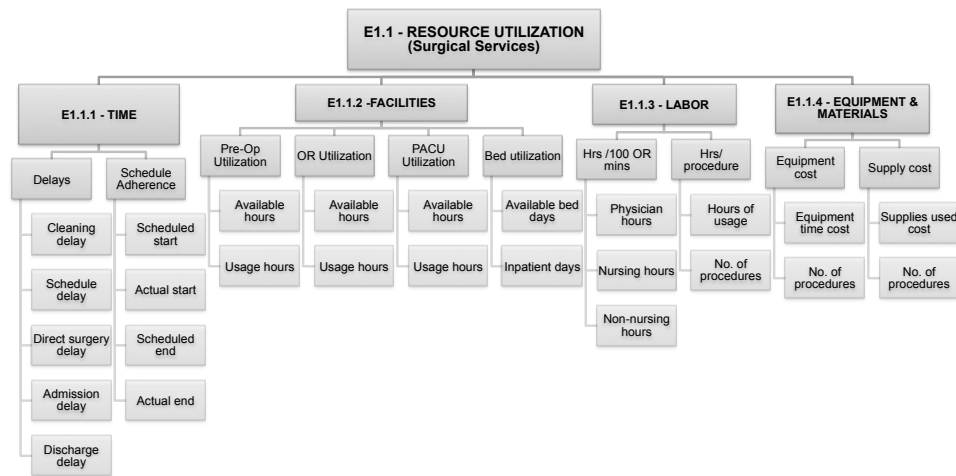 E1.1 - RESOURCE UTILIZATION
(Surgical Services)
E1.1.1 - TIME
Delays
Cleaning
delay
Schedule
delay
Direct surgery
delay
Admission
delay
Discharge
delay
Schedule
Adherence
Scheduled
start
Actual start
Scheduled
end
Actual end
E1.1.2 -FACILITIES
Pre-Op
Utilization
Available
hours
Usage hours
OR Utilization
Available
hours
Usage hours
PACU
Utilization
Available
hours
Usage hours
Bed utilization
Available bed
days
Inpatient days
E1.1.3 - LABOR
Hrs /100 OR
mins
Physician
hours
Nursing hours
Non-nursing
hours
Hrs/
procedure
Hours of
usage
No. of
procedures
E1.1.4 - EQUIPMENT &
MATERIALS
Equipment
cost
Equipment
time cost
No. of
procedures
Supply cost
Supplies used
cost
No. of
procedures